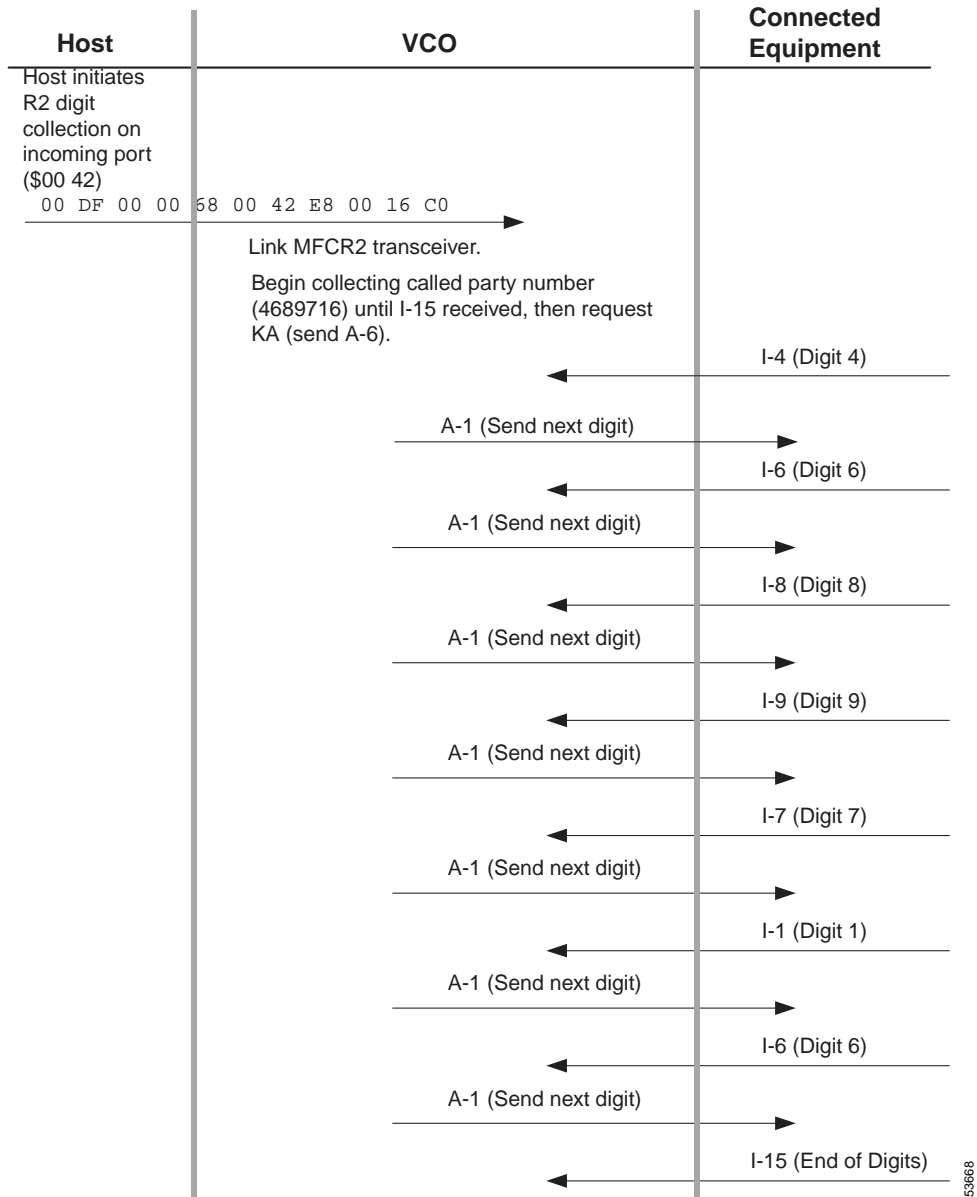 Host
VCO
Connected
Equipment
Host initiates
R2 digit
collection on
incoming port
($00 42)
00 DF 00 00 68 00 42 E8 00 16 C0
Link MFCR2 transceiver.
Begin collecting called party number
(4689716) until I-15 received, then request
KA (send A-6).
I-4 (Digit 4)
A-1 (Send next digit)
I-6 (Digit 6)
A-1 (Send next digit)
I-8 (Digit 8)
A-1 (Send next digit)
I-9 (Digit 9)
A-1 (Send next digit)
I-7 (Digit 7)
A-1 (Send next digit)
I-1 (Digit 1)
A-1 (Send next digit)
I-6 (Digit 6)
A-1 (Send next digit)
I-15 (End of Digits)
53668